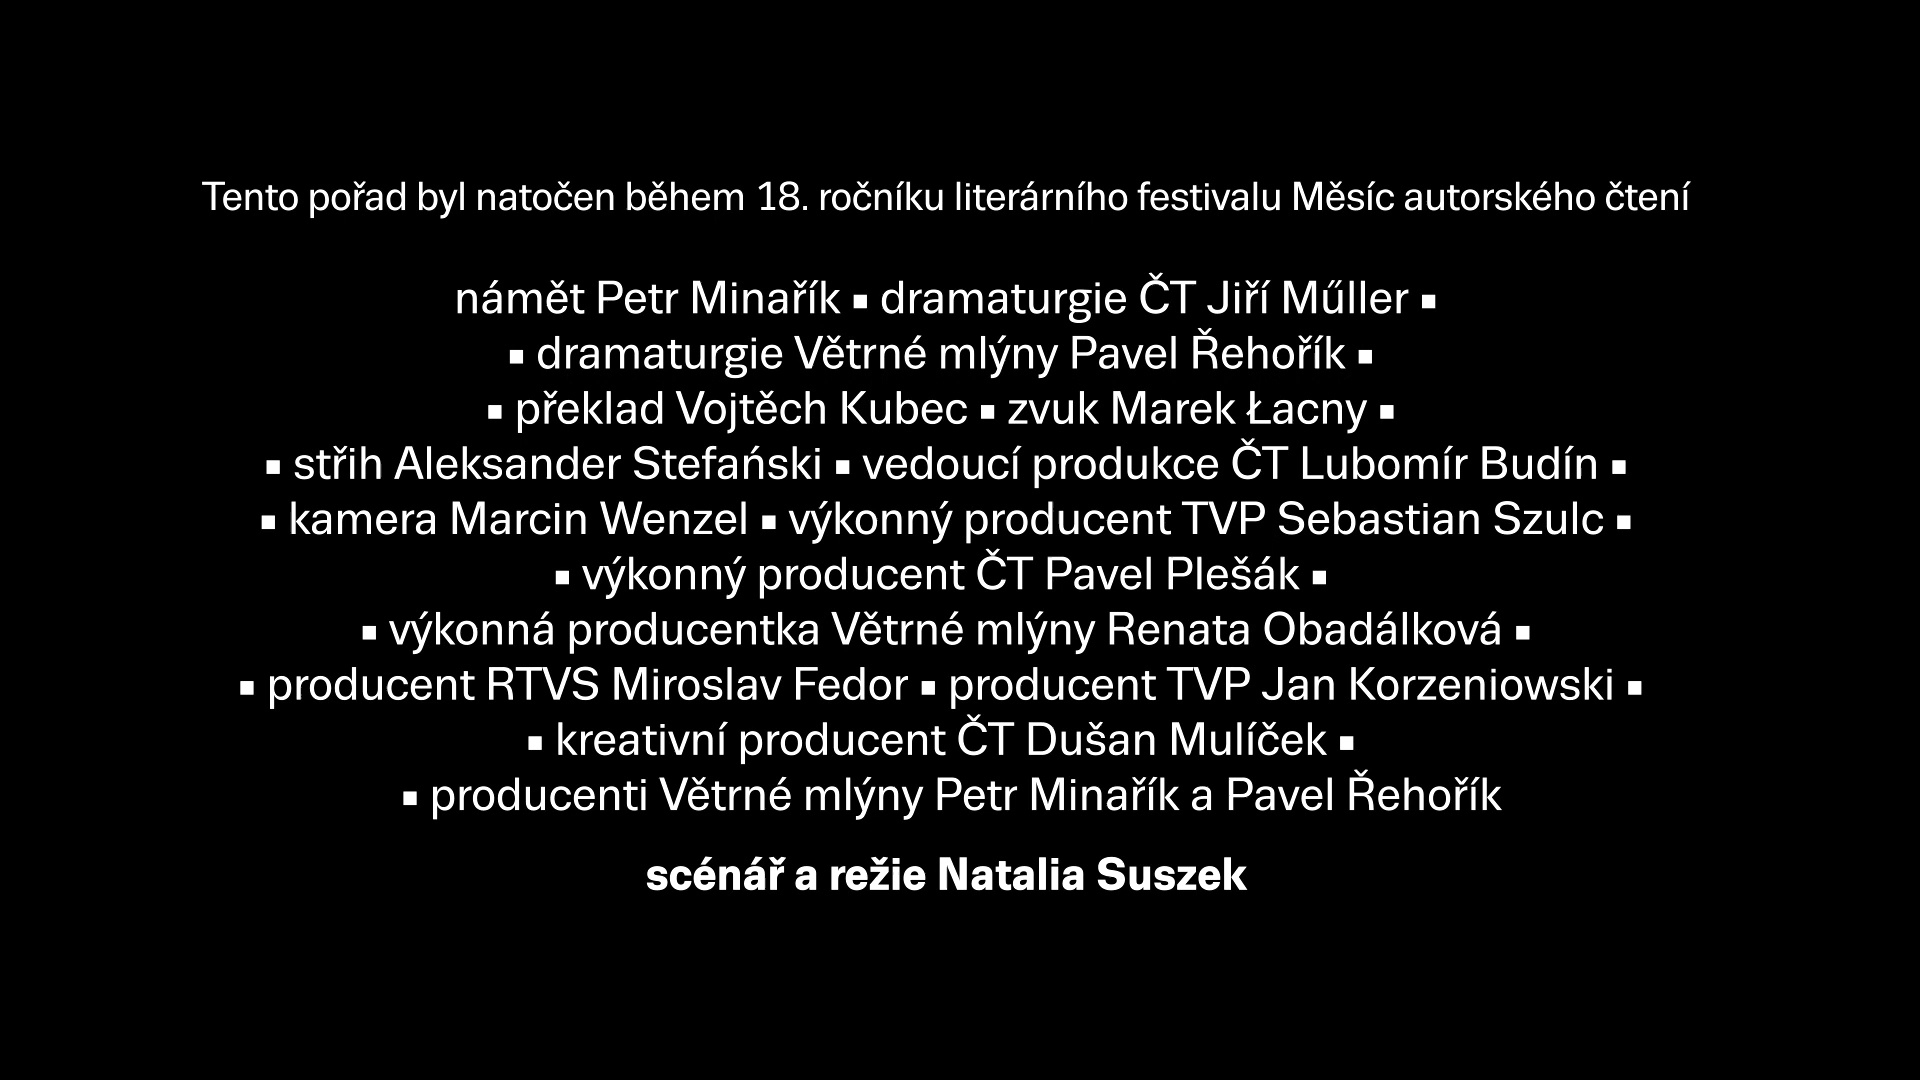 Tento pořad byl natočen během 18. ročníku literárního festivalu Měsíc autorského čtení
námět Petr Minařík ▪ dramaturgie ČT Jiří Műller ▪
▪ dramaturgie Větrné mlýny Pavel Řehořík ▪
▪ překlad Vojtěch Kubec ▪ zvuk Marek Łacny ▪
▪ střih Aleksander Stefański ▪ vedoucí produkce ČT Lubomír Budín ▪
▪ kamera Marcin Wenzel ▪ výkonný producent TVP Sebastian Szulc ▪
▪ výkonný producent ČT Pavel Plešák ▪
▪ výkonná producentka Větrné mlýny Renata Obadálková ▪
▪ producent RTVS Miroslav Fedor ▪ producent TVP Jan Korzeniowski ▪
▪ kreativní producent ČT Dušan Mulíček ▪
▪ producenti Větrné mlýny Petr Minařík a Pavel Řehořík
scénář a režie Natalia Suszek